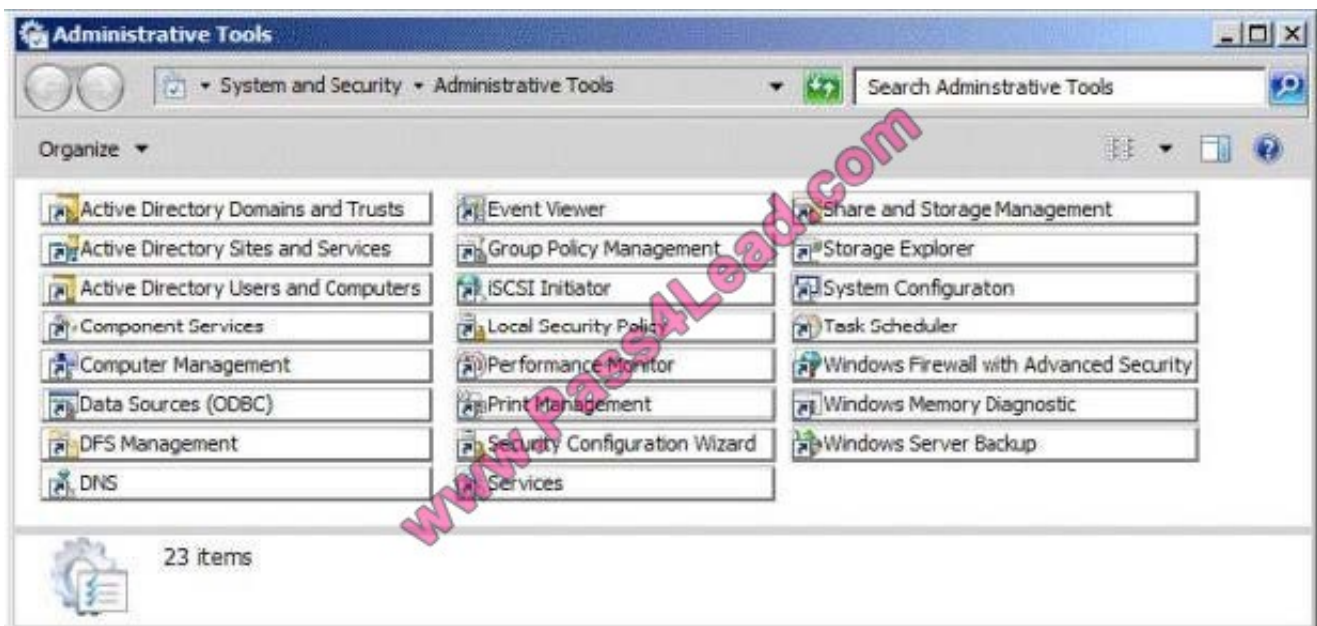 Administrative Tools
System and Security Administrative Tools
Search Adminstrative Tools
Organize
Active Directory Domains and Trusts
Active Directory Sites and Services
Active Directory Users and Computers
Component Services
Computer Management
Data Sources (ODBC)
DFS Management
DNS
Event Viewer
Group Policy Management
iSCSI Initiator
Local Security Policy
Performance Monitor
Print Management
Security Configuration Wizard
Services
Share and Storage Management
Storage Explorer
System Configuraton
Task Scheduler
Windows Firewall with Advanced Security
Windows Memory Diagnostic
Windows Server Backup
23 items
www.Pass4Lead.com